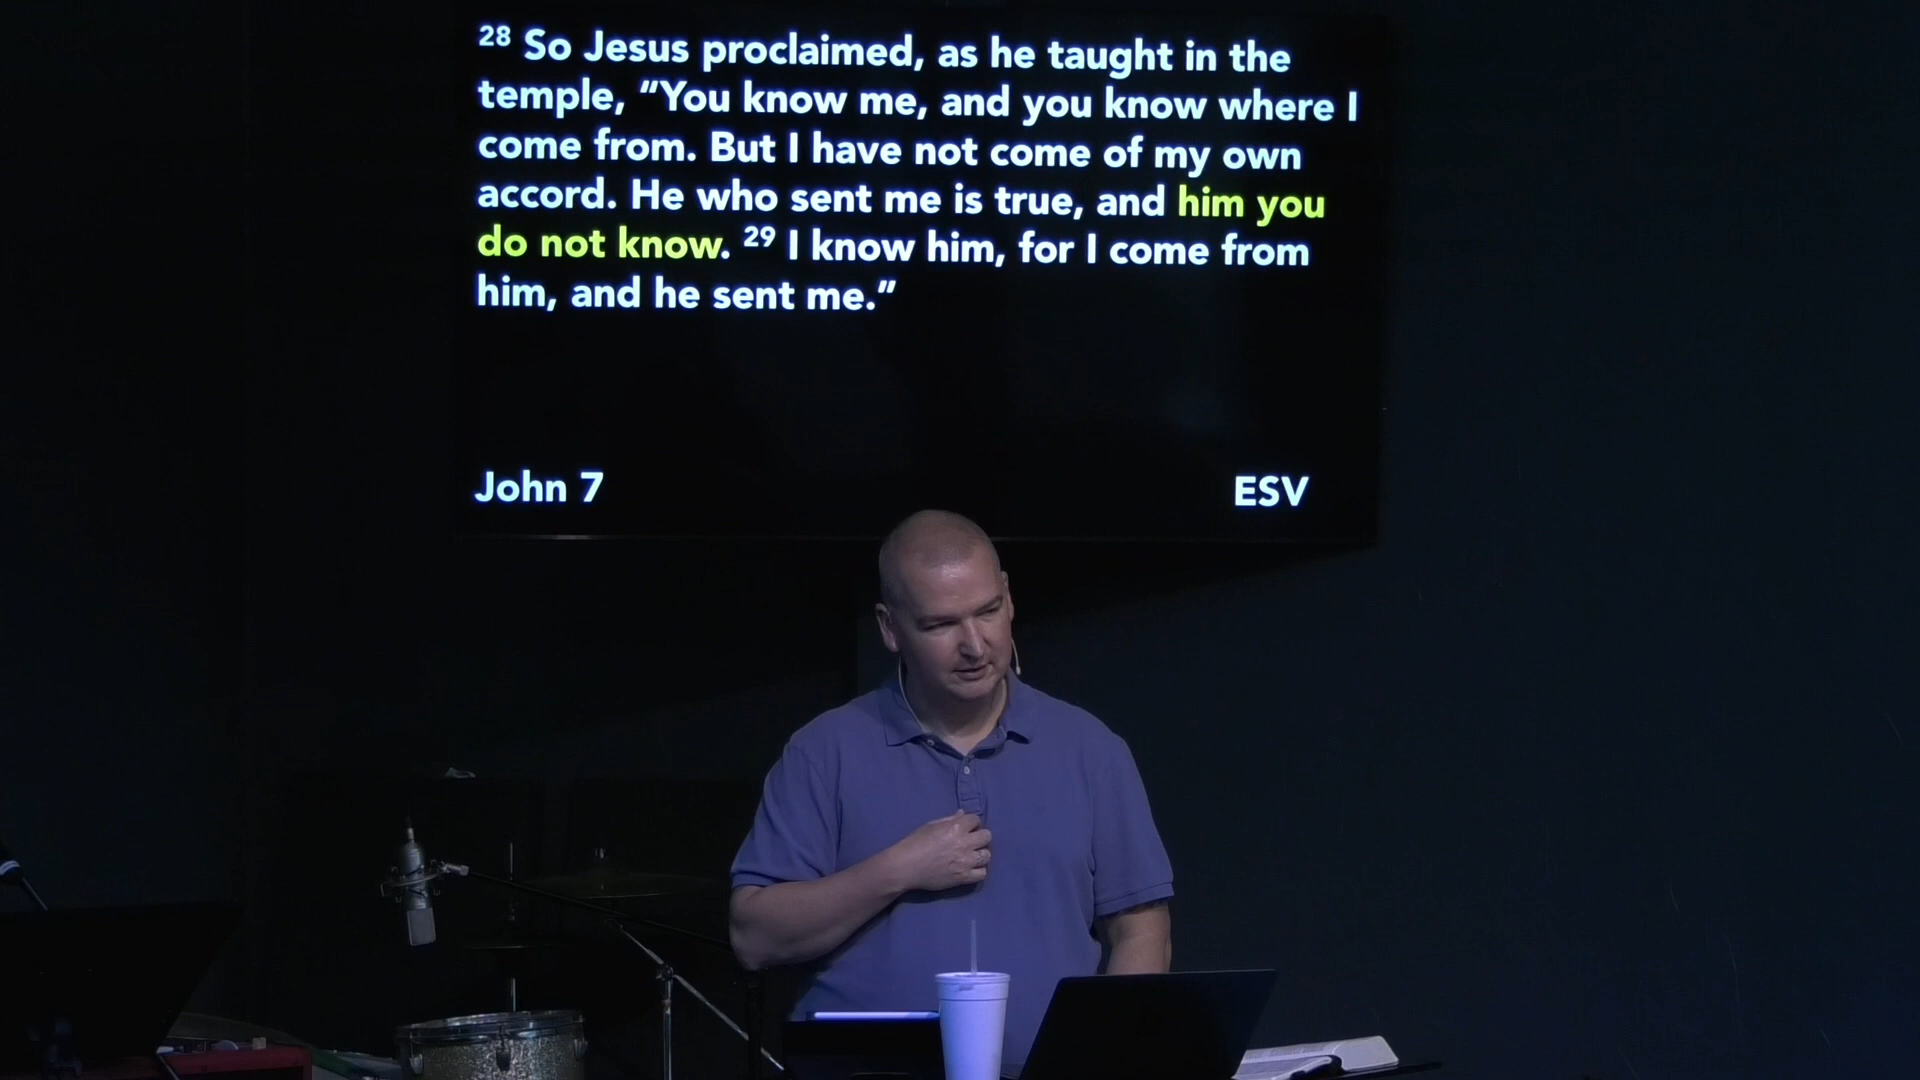 28 So Jesus proclaimed, as he taught in the
temple, “You know me, and you know where I
come from. But I have not come of my own
accord. He who sent me is true, and him you
do not know. 29 I know him, for I come from
him, and he sent me.”
John 7
ESV